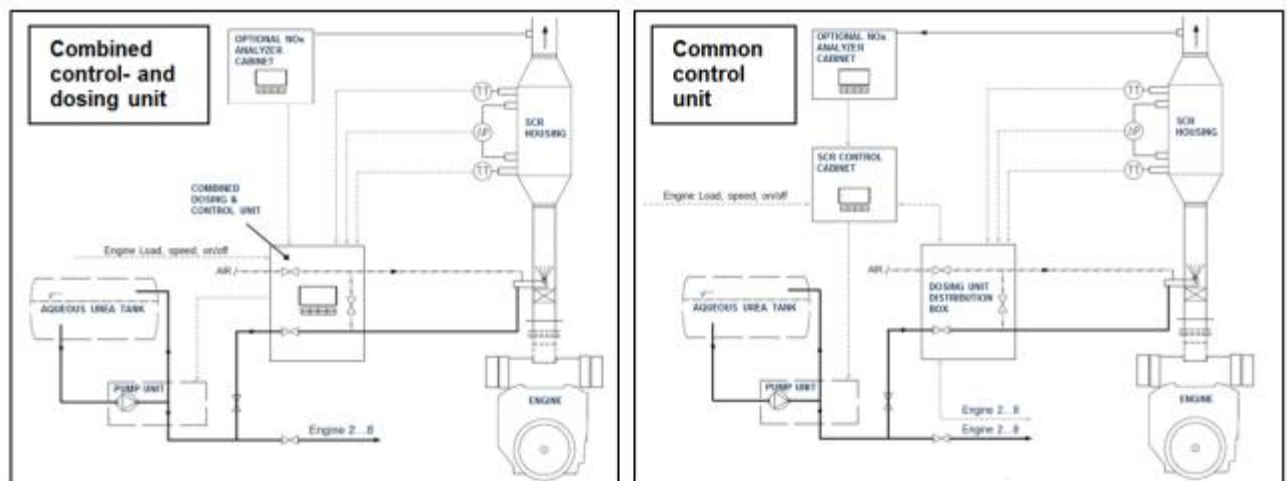 Combined
control- and
dosing unit
OPTIONAL NOx
ANALYZER
CABINET
TT
ΔP
TT
SCR
HOUSING
COMBINED
DOSING &
CONTROL UNIT
Engine Load, speed, on/off
AIR
AQUEOUS UREA TANK
PUMP UNIT
ENGINE
Engine 2...8
Common
control
unit
OPTIONAL NOx
ANALYZER
CABINET
TT
ΔP
TT
SCR
HOUSING
SCR CONTROL
CABINET
Engine Load, speed, on/off
AIR
DOSING UNIT
DISTRIBUTION
BOX
AQUEOUS UREA TANK
PUMP UNIT
ENGINE
Engine 2...8
Engine 2...8